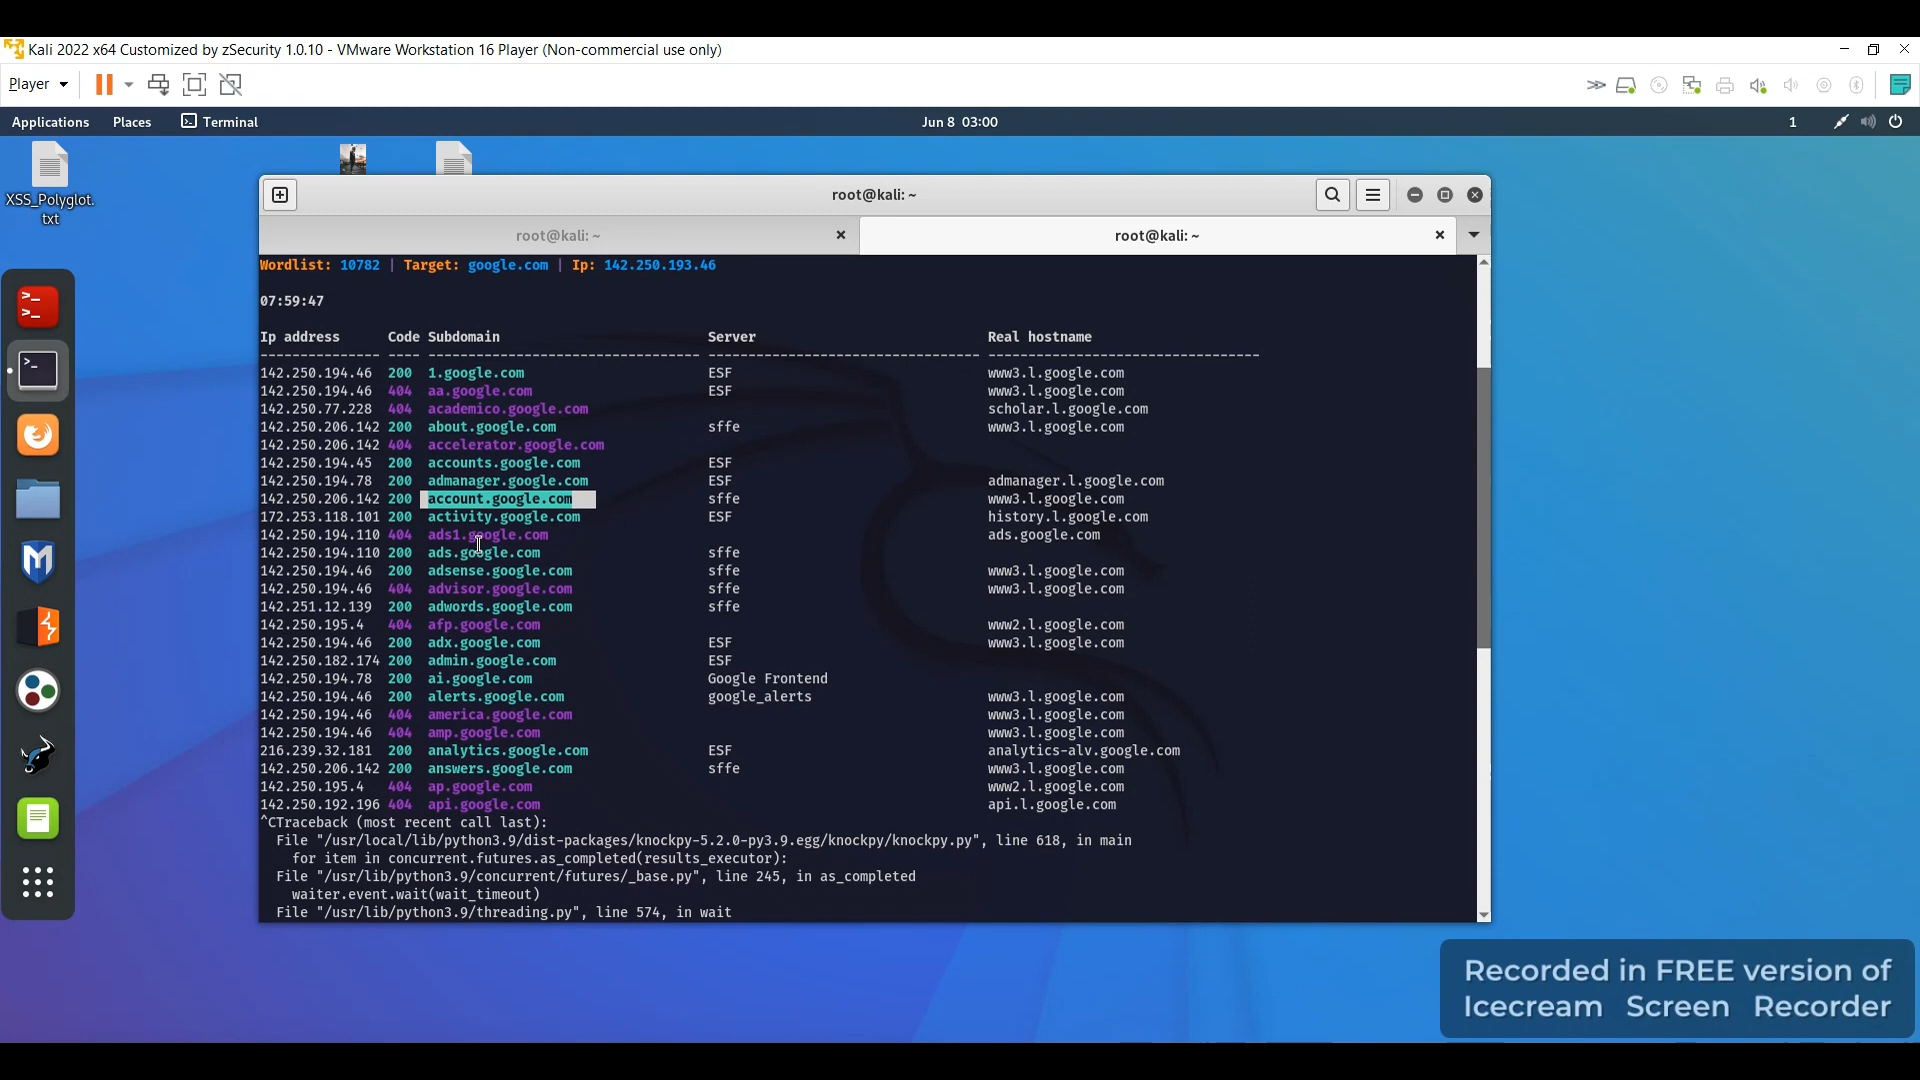 Kali 2022 x64 Customized by zSecurity 1.0.10 - VMware Workstation 16 Player (Non-commercial use only)
Player
Applications Places Terminal Jun 8 03:00 1
XSS_Polyglot.
txt
root@kali: ~
root@kali: ~ root@kali: ~
Wordlist: 10782 | Target: google.com | Ip: 142.250.193.46
07:59:47
Ip address Code Subdomain Server Real hostname
--------------- ---- ---------------------------------- ---------------------------------- ----------------------------------
142.250.194.46 200 1.google.com ESF www3.l.google.com
142.250.194.46 404 aa.google.com ESF www3.l.google.com
142.250.77.228 404 academico.google.com scholar.l.google.com
142.250.206.142 200 about.google.com sffe www3.l.google.com
142.250.206.142 404 accelerator.google.com
142.250.194.45 200 accounts.google.com ESF
142.250.194.78 200 admanager.google.com ESF admanager.l.google.com
142.250.206.142 200 account.google.com sffe www3.l.google.com
172.253.118.101 200 activity.google.com ESF history.l.google.com
142.250.194.110 404 ads1.google.com ads.google.com
142.250.194.110 200 ads.google.com sffe
142.250.194.46 200 adsense.google.com sffe www3.l.google.com
142.250.194.46 404 advisor.google.com sffe www3.l.google.com
142.251.12.139 200 adwords.google.com sffe
142.250.195.4 404 afp.google.com www2.l.google.com
142.250.194.46 200 adx.google.com ESF www3.l.google.com
142.250.182.174 200 admin.google.com ESF
142.250.194.78 200 ai.google.com Google Frontend
142.250.194.46 200 alerts.google.com google_alerts www3.l.google.com
142.250.194.46 404 america.google.com www3.l.google.com
142.250.194.46 404 amp.google.com www3.l.google.com
216.239.32.181 200 analytics.google.com ESF analytics-alv.google.com
142.250.206.142 200 answers.google.com sffe www3.l.google.com
142.250.195.4 404 ap.google.com www2.l.google.com
142.250.192.196 404 api.google.com api.l.google.com
^CTraceback (most recent call last):
File "/usr/local/lib/python3.9/dist-packages/knockpy-5.2.0-py3.9.egg/knockpy/knockpy.py", line 618, in main
for item in concurrent.futures.as_completed(results_executor):
File "/usr/lib/python3.9/concurrent/futures/_base.py", line 245, in as_completed
waiter.event.wait(wait_timeout)
File "/usr/lib/python3.9/threading.py", line 574, in wait
Recorded in FREE version of
Icecream Screen Recorder